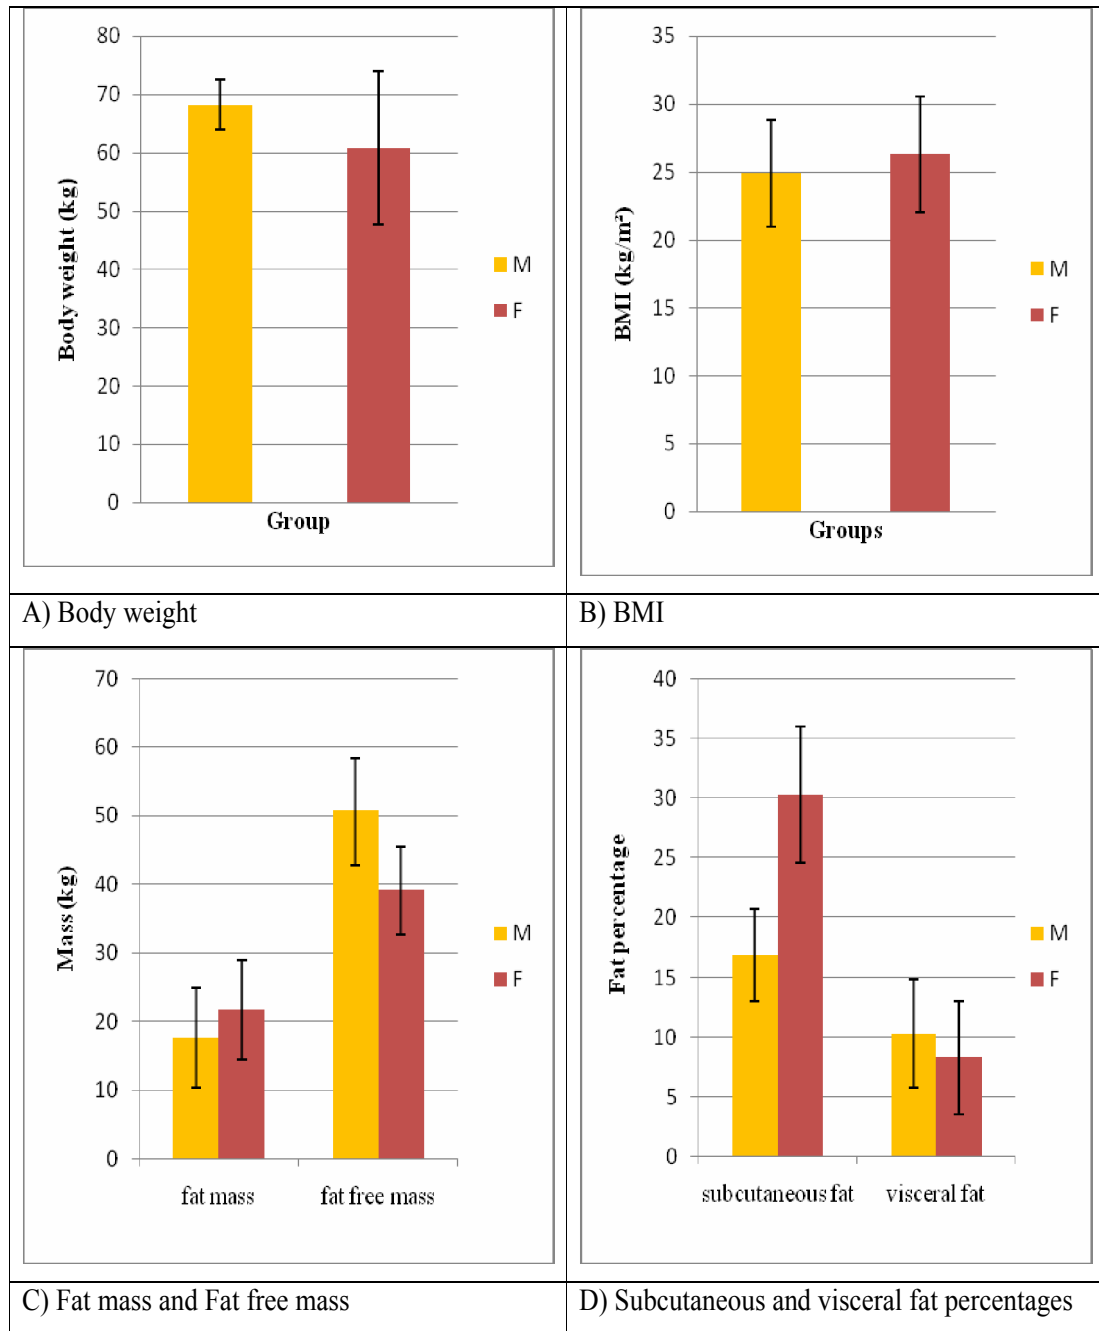 80
70
60
50
40
30
20
10
0
Body weight (kg)
Group
M
F
35
30
25
20
15
10
5
0
BMI (kg/m²)
Groups
M
F
A) Body weight
B) BMI
70
60
50
40
30
20
10
0
Mass (kg)
fat mass
fat free mass
M
F
40
35
30
25
20
15
10
5
0
Fat percentage
subcutaneous fat
visceral fat
M
F
C) Fat mass and Fat free mass
D) Subcutaneous and visceral fat percentages